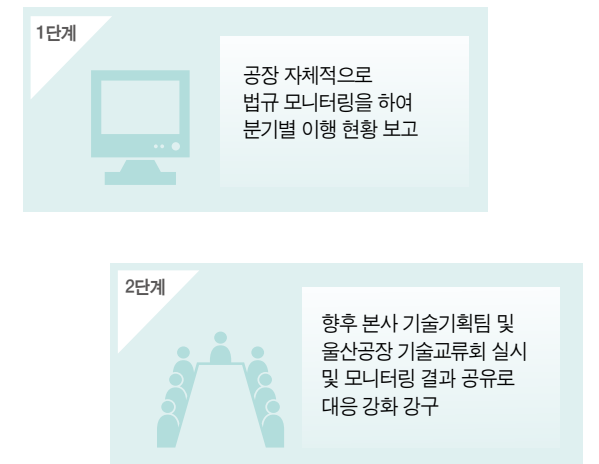 1단계
공장 자체적으로
법규 모니터링을 하여
분기별 이행 현황 보고
2단계
향후 본사 기술기획팀 및
울산공장 기술교류회 실시
및 모니터링 결과 공유로
대응 강화 강구